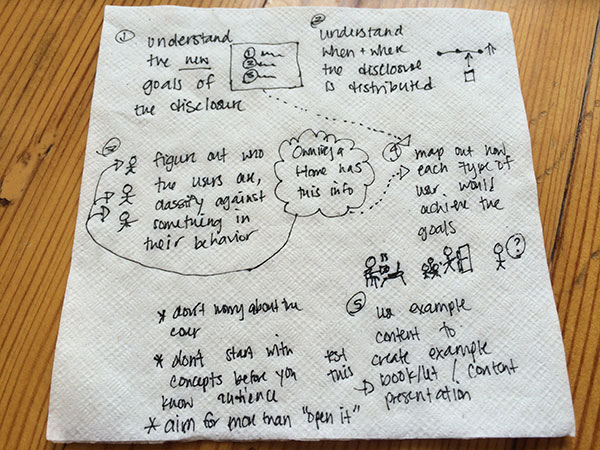 ① understand
the new
goals of
the disclosure
①
②
③
② understand
when + where
the disclosure
is distributed
③ figure out who
the users are,
classify against
something in
their behavior
Owning a
Home has
this info
④ map out how
each type of
user would
achieve the
goals
?
* don't worry about the
cover
* don't start with
concepts before you
know audience
* aim for more than "open it"
⑤ use example
content to
create example
booklet / content
presentation
test
this